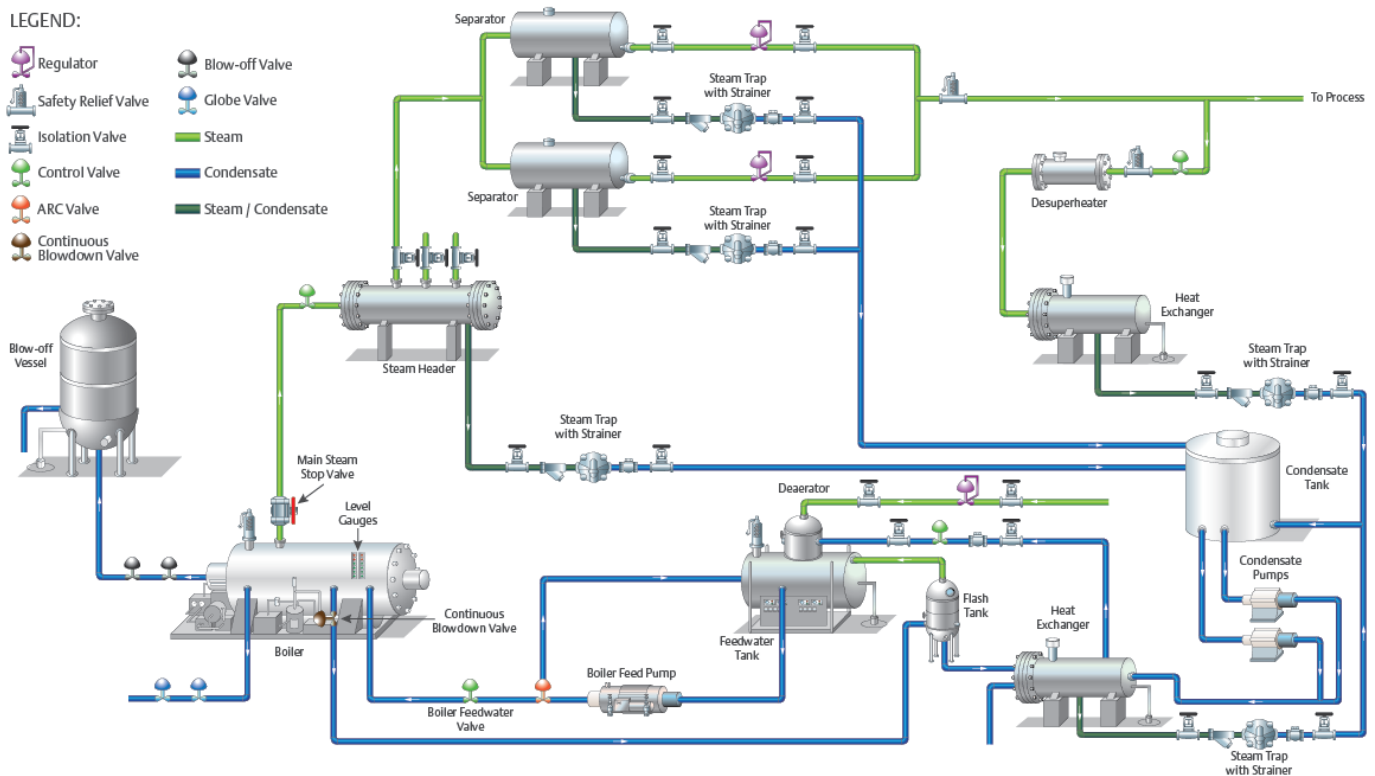 LEGEND:
Regulator
Safety Relief Valve
Isolation Valve
Control Valve
ARC Valve
Continuous
Blowdown Valve
Blow-off Valve
Globe Valve
Steam
Condensate
Steam / Condensate
Separator
Steam Trap
with Strainer
Separator
Steam Trap
with Strainer
To Process
Desuperheater
Heat
Exchanger
Steam Trap
with Strainer
Blow-off
Vessel
Steam Header
Steam Trap
with Strainer
Main Steam
Stop Valve
Level
Gauges
Deaerator
Condensate
Tank
Condensate
Pumps
Flash
Tank
Heat
Exchanger
Continuous
Blowdown Valve
Boiler
Feedwater
Tank
Boiler Feed Pump
Boiler Feedwater
Valve
Steam Trap
with Strainer